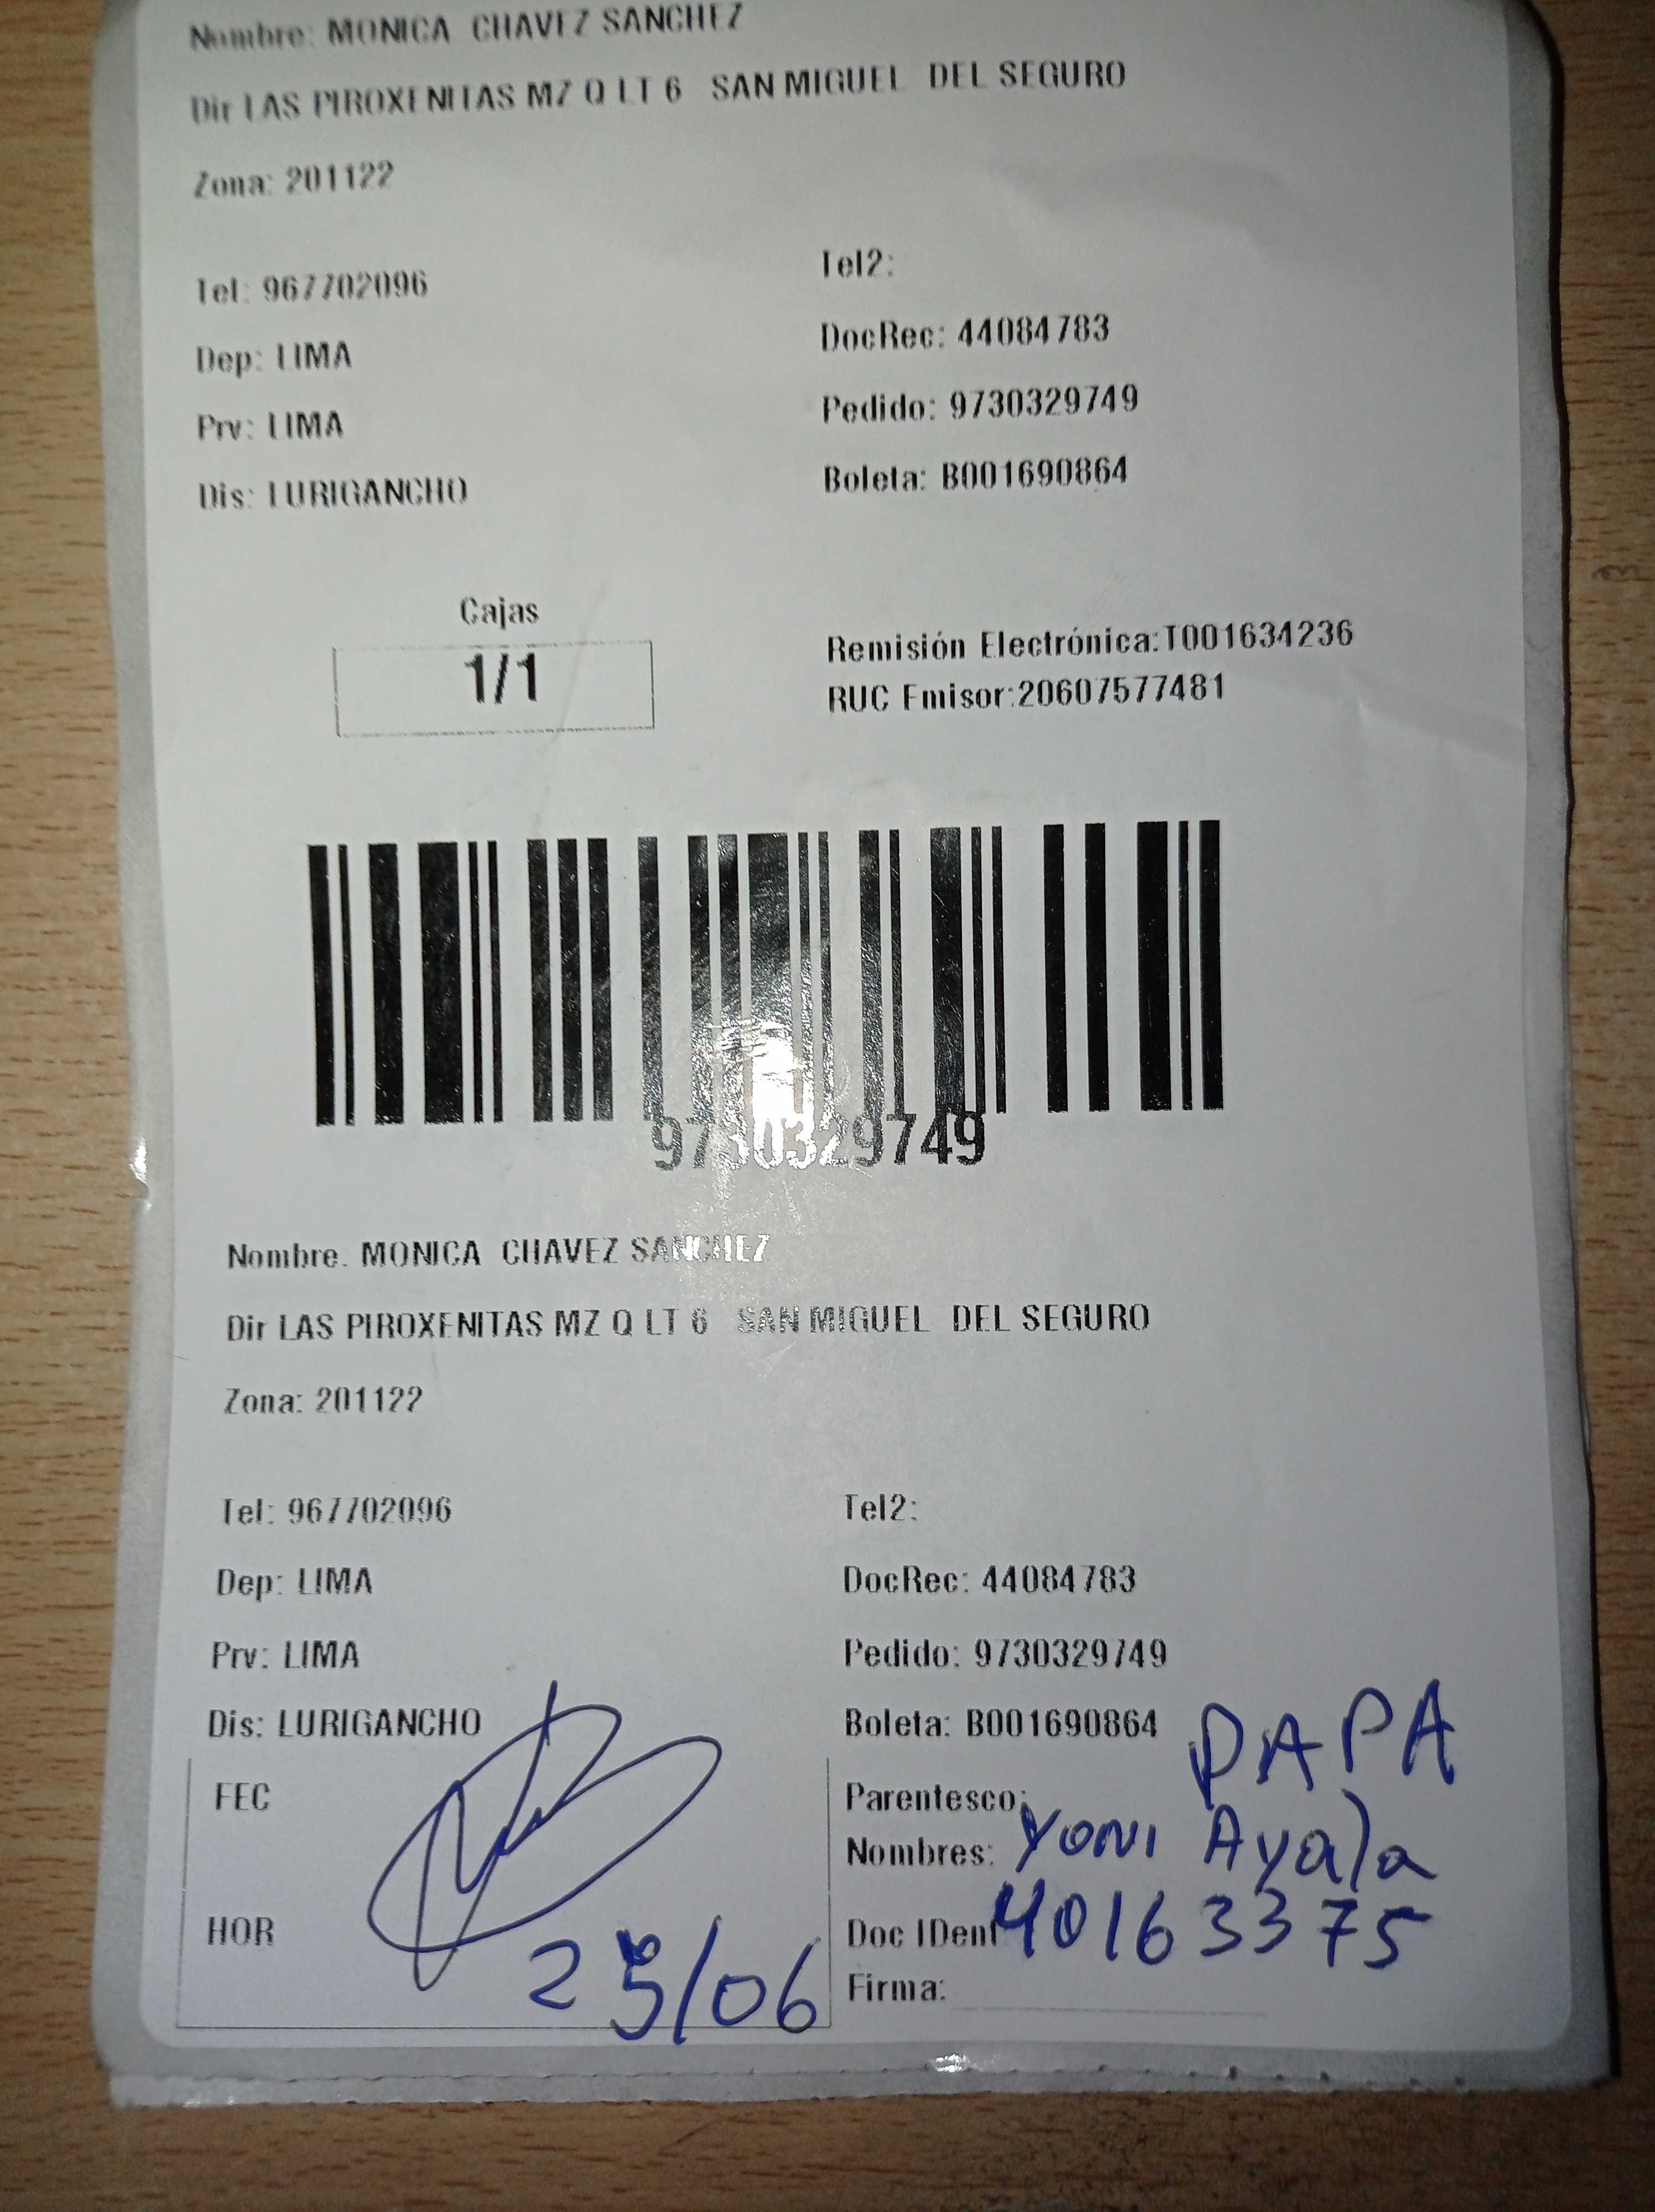 Nombre: MONICA CHAVEZ SANCHEZ
Dir LAS PIROXENITAS MZ Q LT 6 SAN MIGUEL DEL SEGURO
Zona: 201122
Tel: 967702096 Tel2:
Dep: LIMA DocRec: 44084783
Prv: LIMA Pedido: 9730329749
Dis: LURIGANCHO Boleta: B001690864
Cajas
1/1
Remisión Electrónica:T001634236
RUC Emisor:20607577481
9730329749
Nombre. MONICA CHAVEZ SANCHEZ
Dir LAS PIROXENITAS MZ Q LT 6 SAN MIGUEL DEL SEGURO
Zona: 201122
Tel: 967702096 Tel2:
Dep: LIMA DocRec: 44084783
Prv: LIMA Pedido: 9730329749
Dis: LURIGANCHO Boleta: B001690864
FEC Parentesco: PAPA
Nombres: YONI Ayala
HOR Doc IDent 40163375
25/06 Firma: